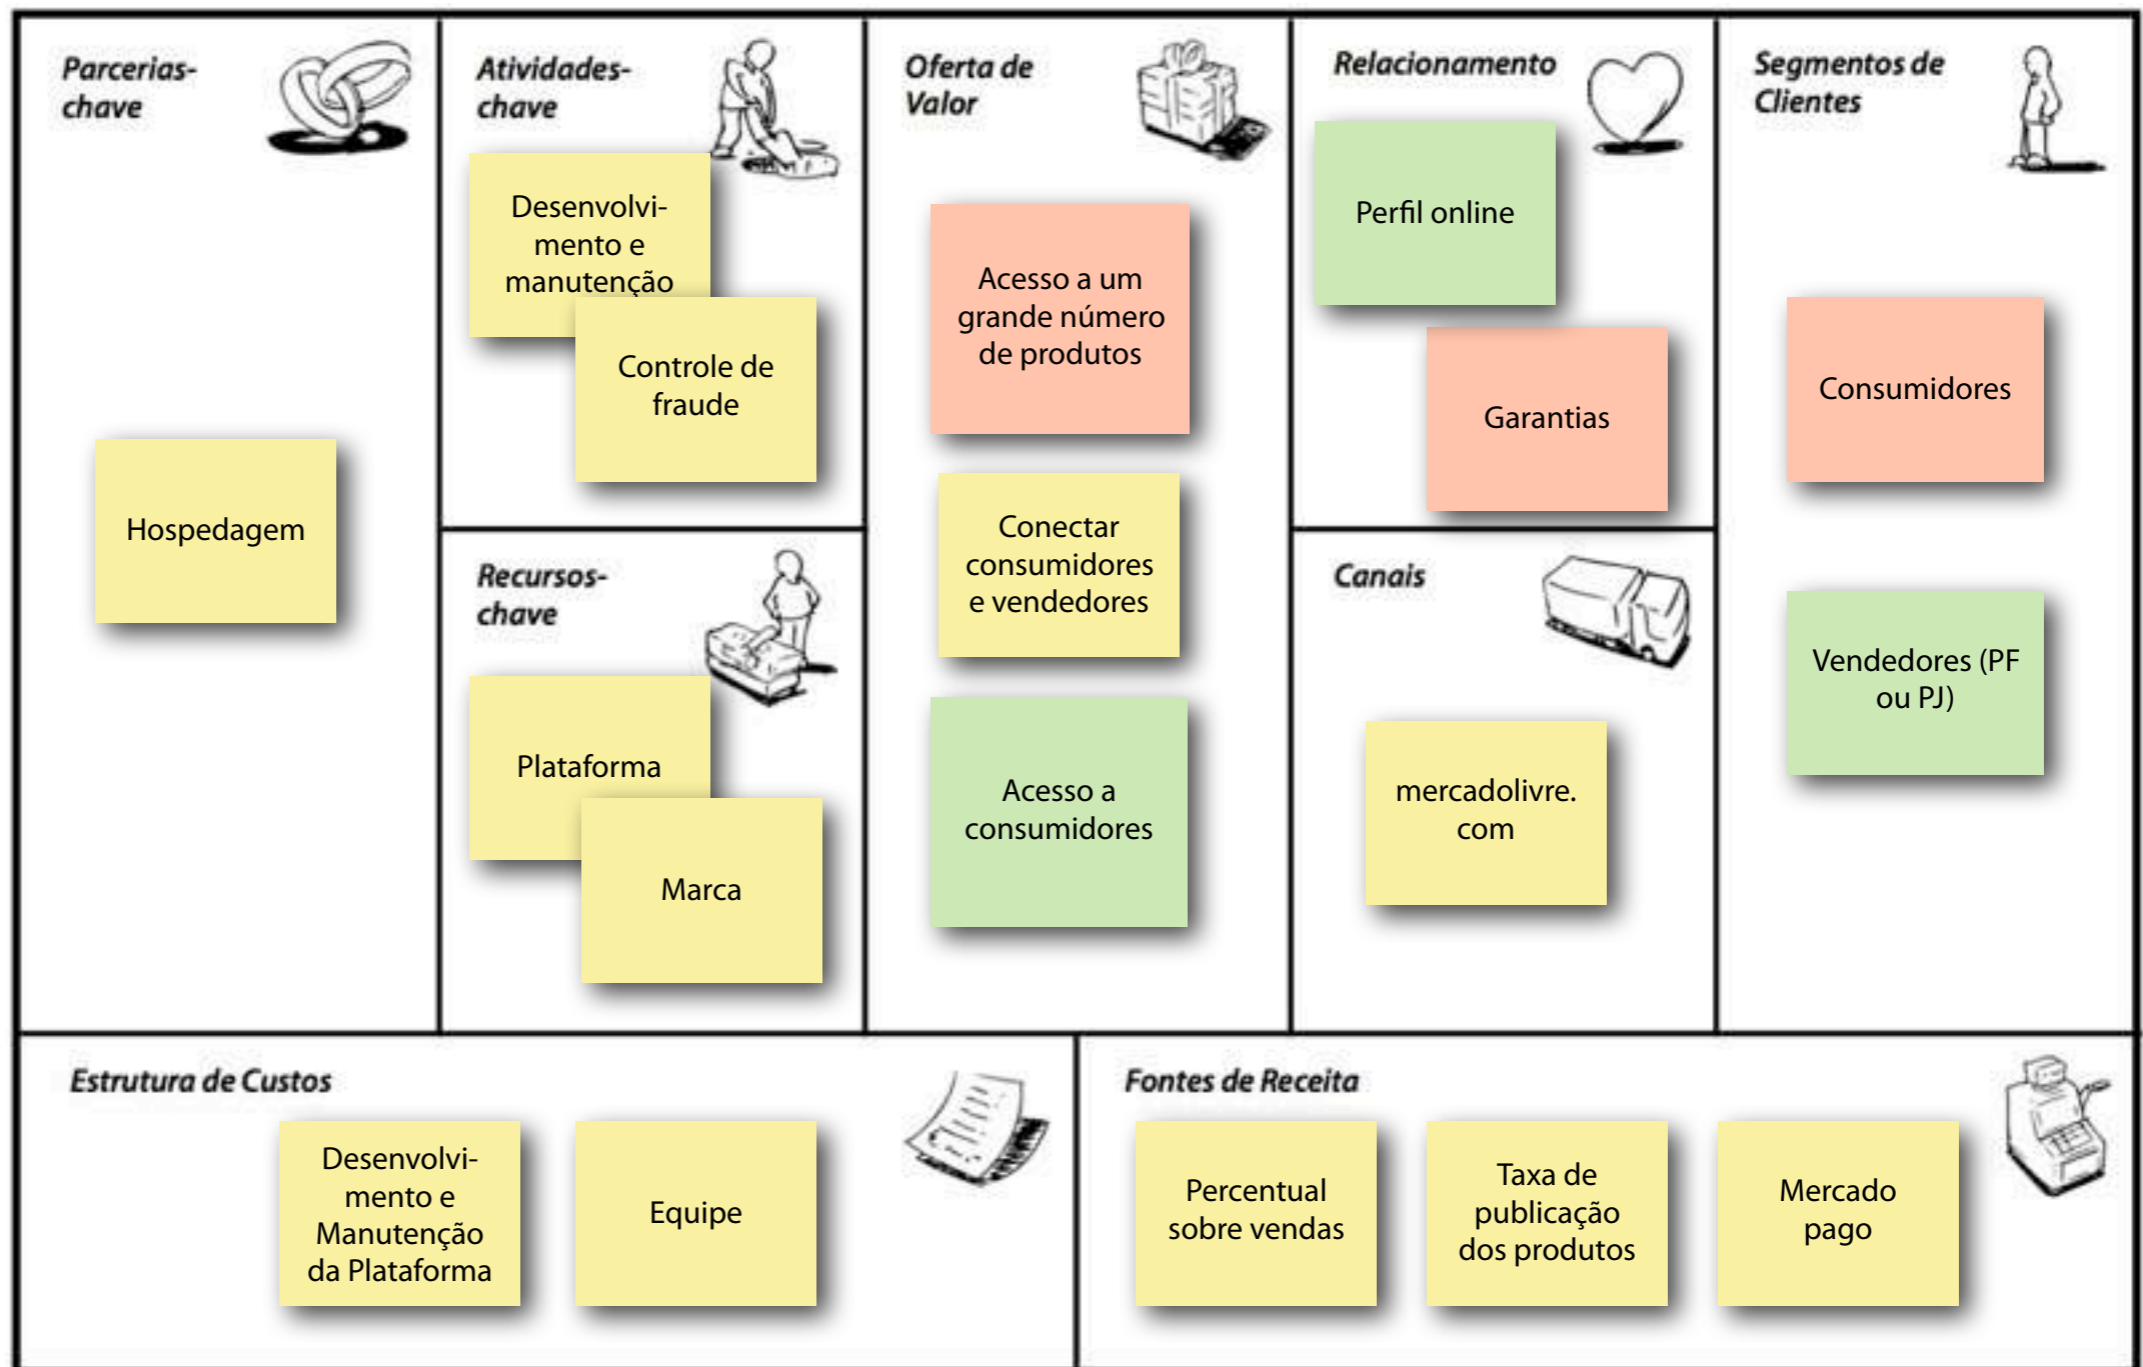 Parcerias-
chave
Hospedagem
Atividades-
chave
Desenvolvi-
mento e
manutenção
Controle de
fraude
Recursos-
chave
Plataforma
Marca
Oferta de
Valor
Acesso a um
grande número
de produtos
Conectar
consumidores
e vendedores
Acesso a
consumidores
Relacionamento
Perfil online
Garantias
Canais
mercadolivre.
com
Segmentos de
Clientes
Consumidores
Vendedores (PF
ou PJ)
Estrutura de Custos
Desenvolvi-
mento e
Manutenção
da Plataforma
Equipe
Fontes de Receita
Percentual
sobre vendas
Taxa de
publicação
dos produtos
Mercado
pago